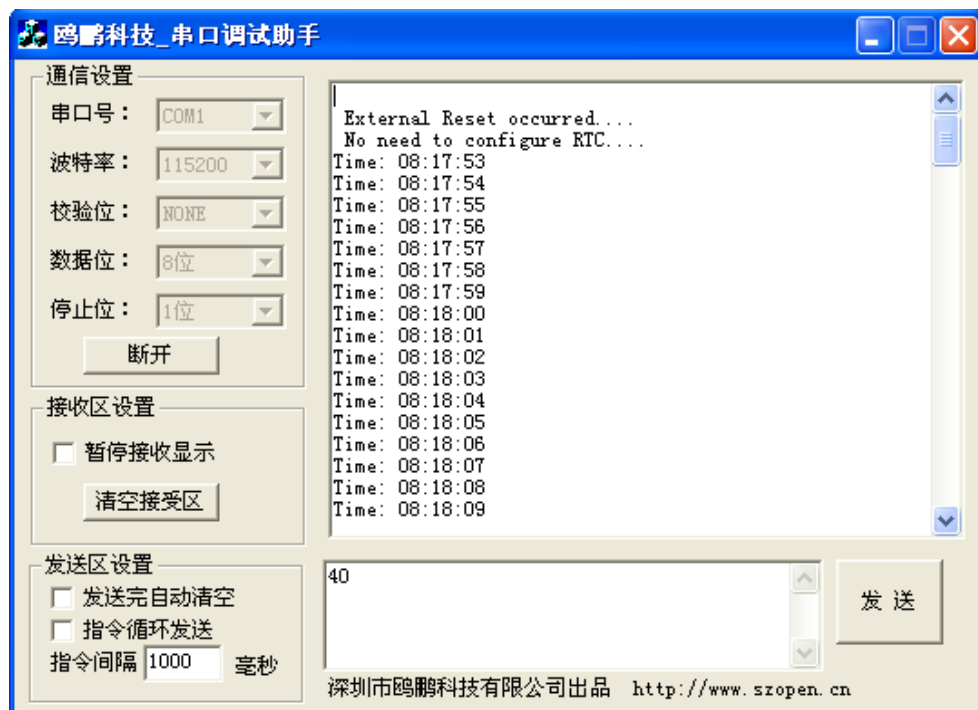 鸥鹏科技_串口调试助手
通信设置
串口号： COM1
波特率： 115200
校验位： NONE
数据位： 8位
停止位： 1位
断开
接收区设置
暂停接收显示
清空接受区
发送区设置
发送完自动清空
指令循环发送
指令间隔 1000 毫秒
External Reset occurred....
No need to configure RTC....
Time: 08:17:53
Time: 08:17:54
Time: 08:17:55
Time: 08:17:56
Time: 08:17:57
Time: 08:17:58
Time: 08:17:59
Time: 08:18:00
Time: 08:18:01
Time: 08:18:02
Time: 08:18:03
Time: 08:18:04
Time: 08:18:05
Time: 08:18:06
Time: 08:18:07
Time: 08:18:08
Time: 08:18:09
40
发 送
深圳市鸥鹏科技有限公司出品 http://www.szopen.cn